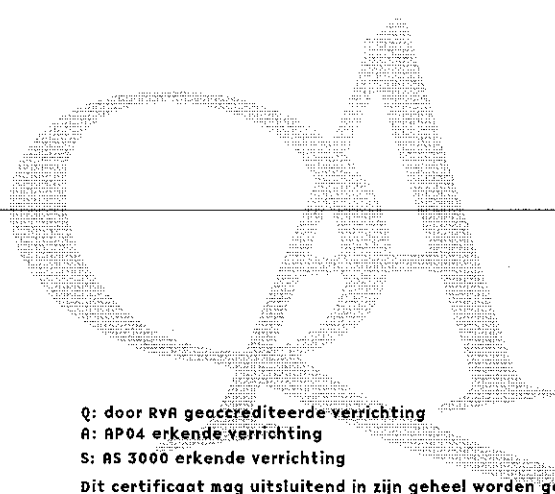 Q: door RvA geaccrediteerde verrichting
A: AP04 erkende verrichting
S: AS 3000 erkende verrichting
Dit certificaat mag uitsluitend in zijn geheel worden